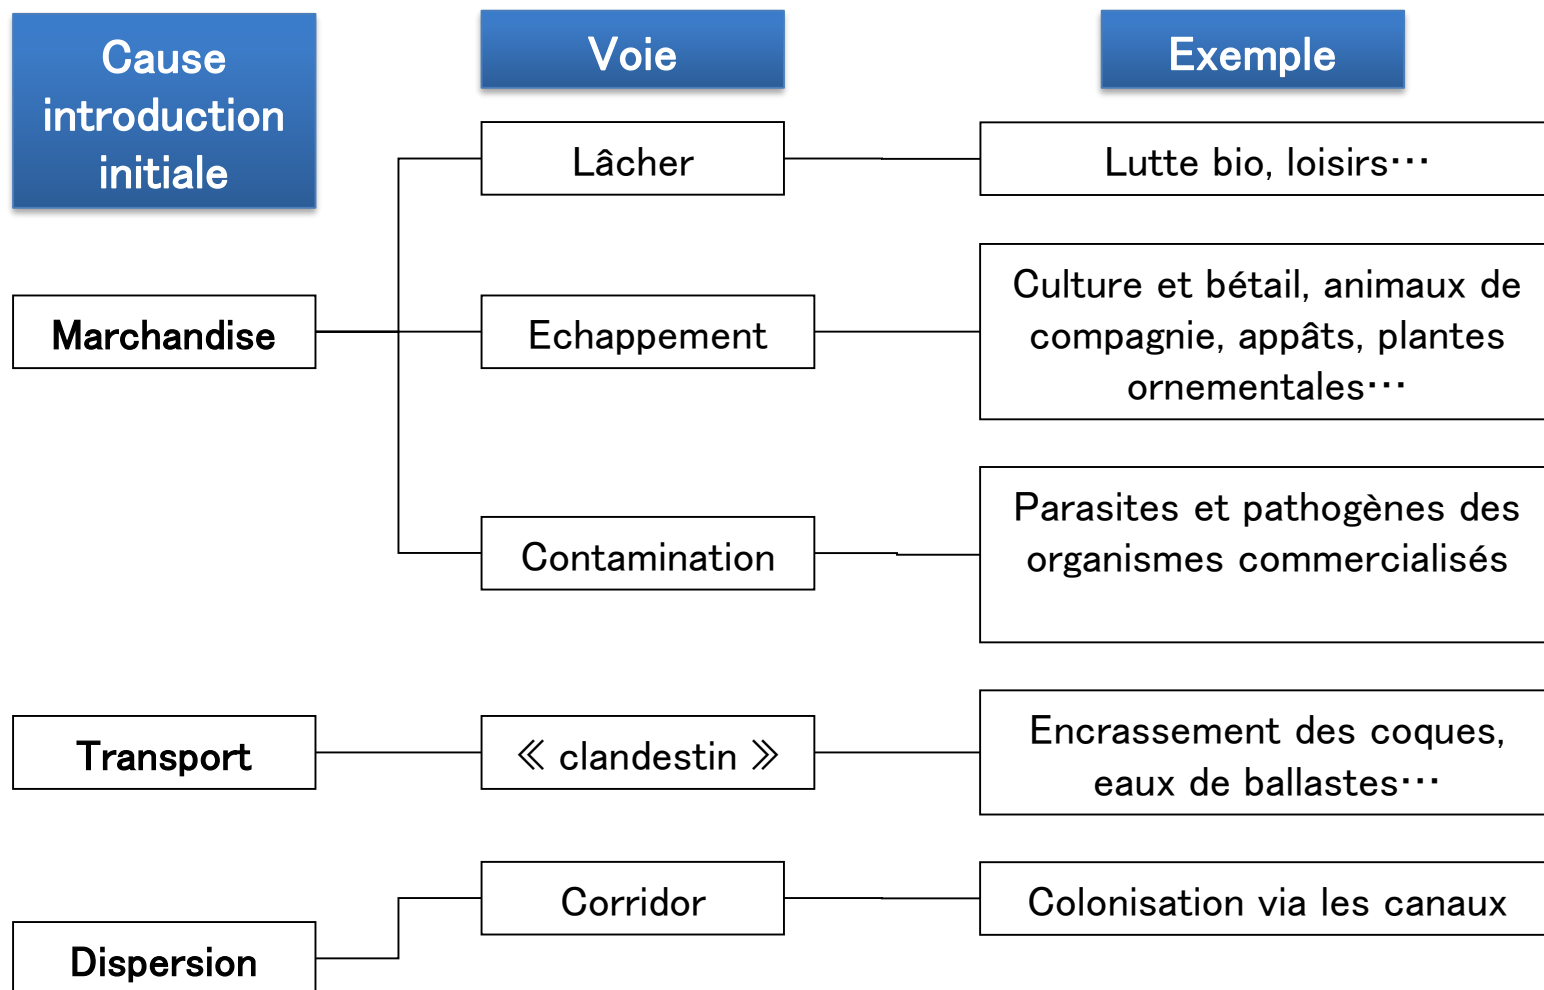 Cause
introduction
initiale
Voie
Exemple
Marchandise
Lâcher
Lutte bio, loisirs…
Echappement
Culture et bétail, animaux de
compagnie, appâts, plantes
ornementales…
Contamination
Parasites et pathogènes des
organismes commercialisés
Transport
« clandestin »
Encrassement des coques,
eaux de ballastes…
Dispersion
Corridor
Colonisation via les canaux